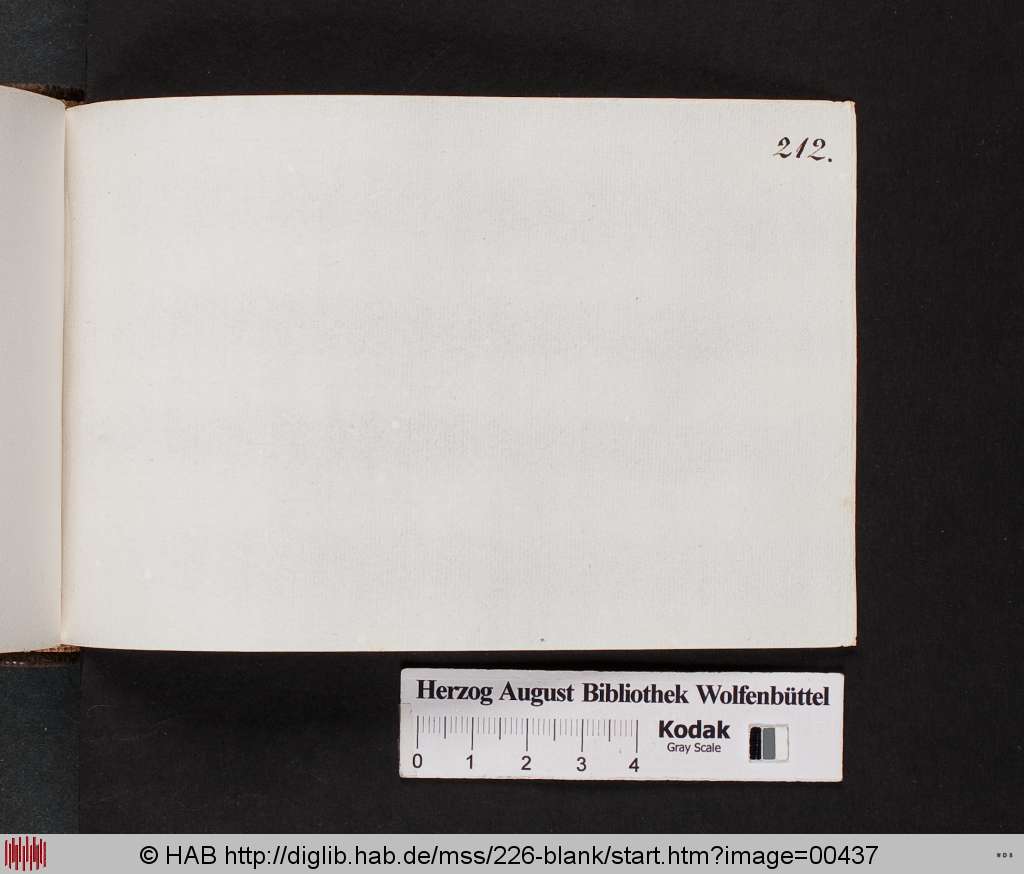 212.
Herzog August Bibliothek Wolfenbüttel
Kodak
Gray Scale
0 1 2 3 4
© HAB http://diglib.hab.de/mss/226-blank/start.htm?image=00437
WDB